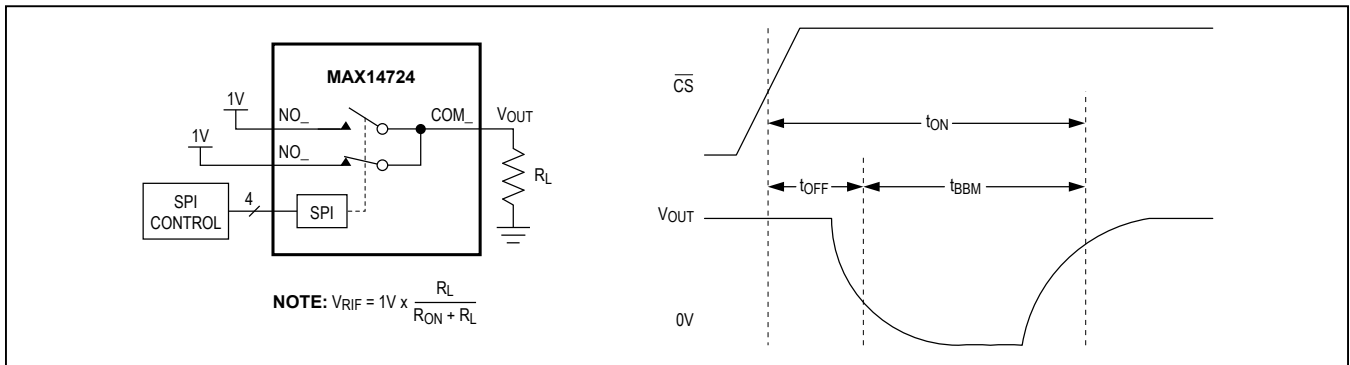 MAX14724
1V
NO_
COM_
VOUT
1V
NO_
RL
SPI
CONTROL
4
SPI
NOTE: VRIF = 1V x RL / RON + RL
CS
tON
tOFF
tBBM
VOUT
0V